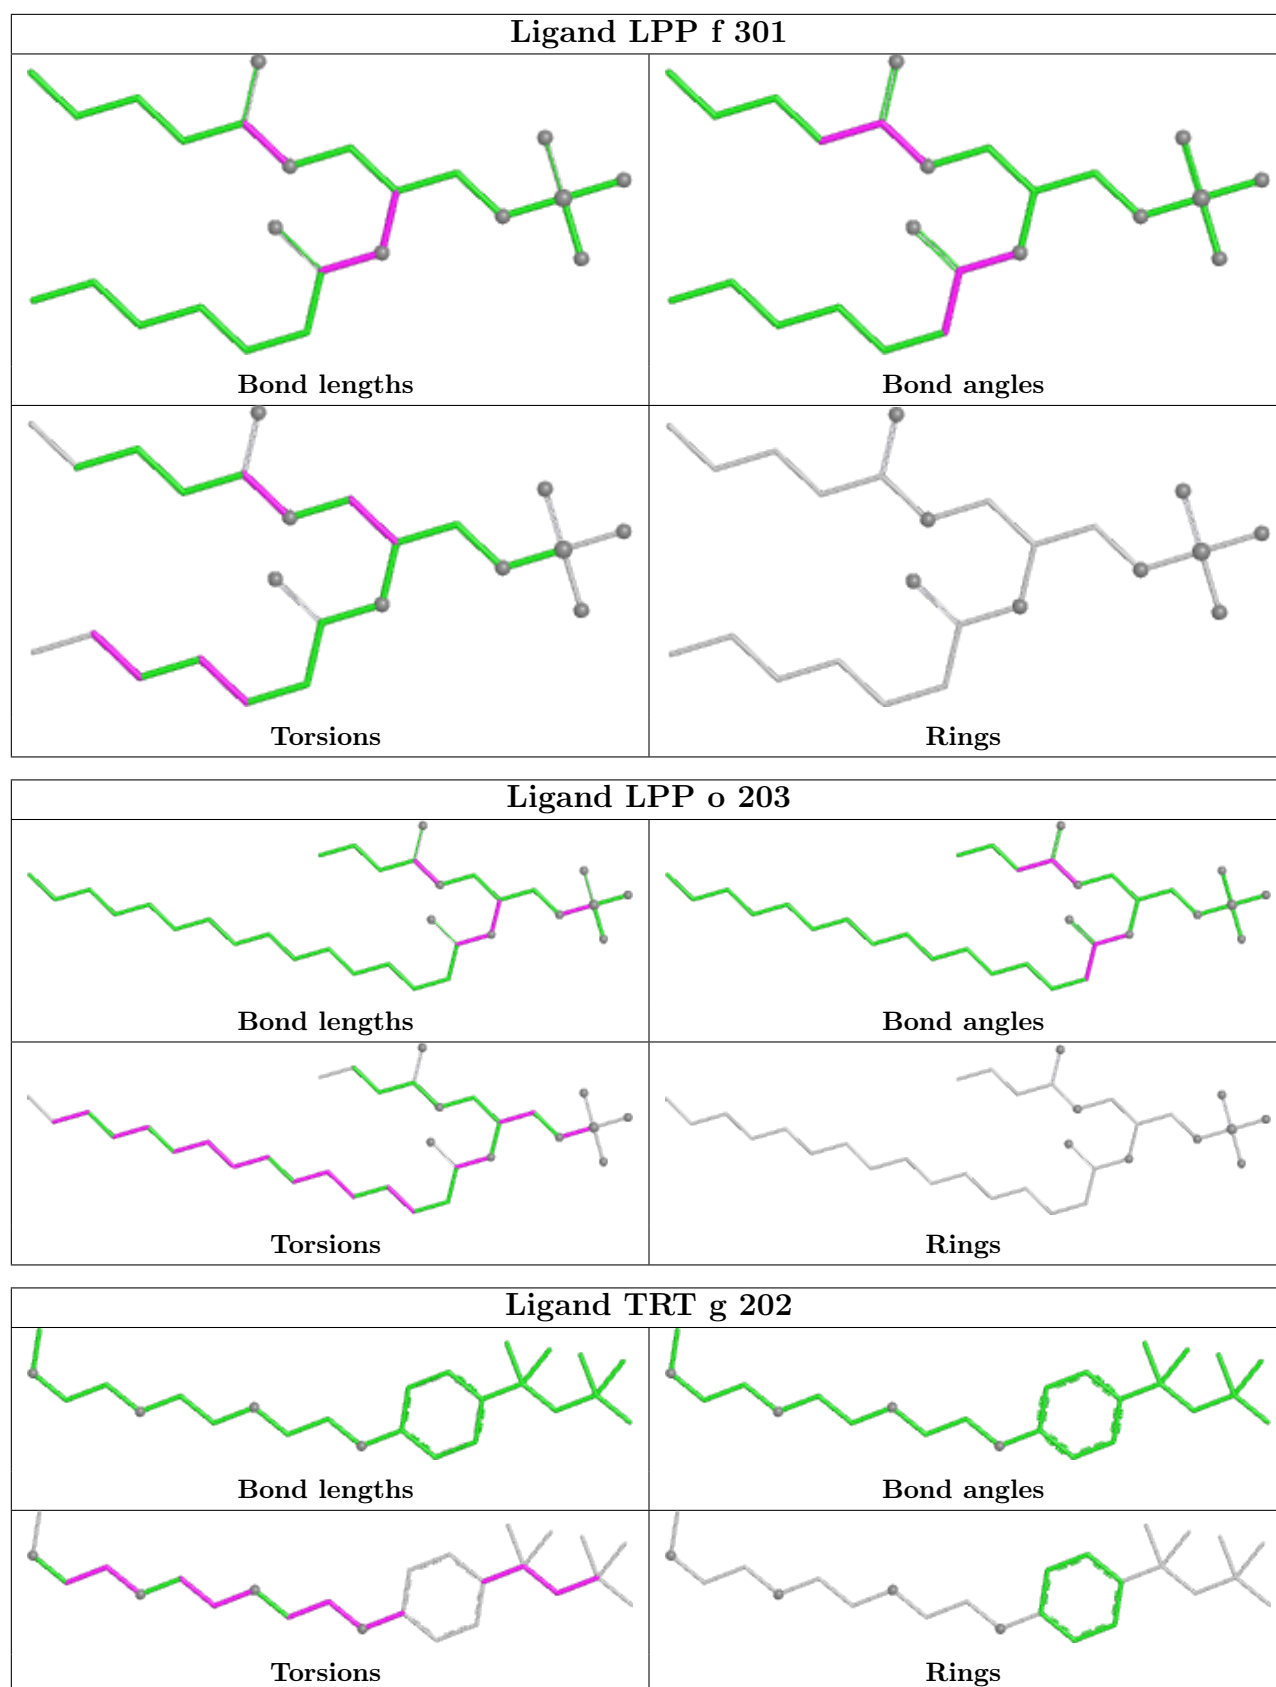 Ligand LPP f 301
Bond lengths
Bond angles
Torsions
Rings
Ligand LPP o 203
Bond lengths
Bond angles
Torsions
Rings
Ligand TRT g 202
Bond lengths
Bond angles
Torsions
Rings